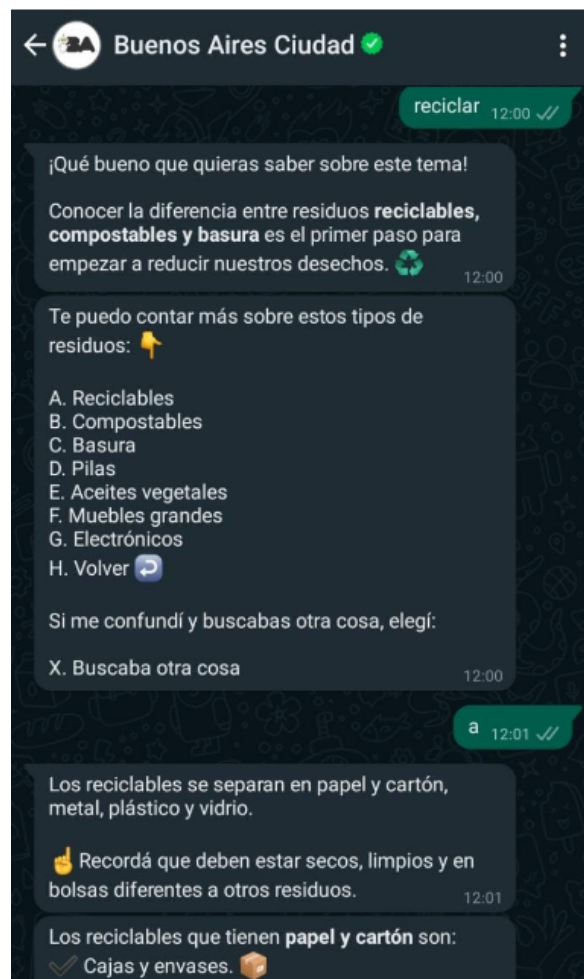 BA
Buenos Aires Ciudad
reciclar 12:00
¡Qué bueno que quieras saber sobre este tema!
Conocer la diferencia entre residuos reciclables,
compostables y basura es el primer paso para
empezar a reducir nuestros desechos. ♻️
12:00
Te puedo contar más sobre estos tipos de
residuos: 👇
A. Reciclables
B. Compostables
C. Basura
D. Pilas
E. Aceites vegetales
F. Muebles grandes
G. Electrónicos
H. Volver ↩️
Si me confundí y buscabas otra cosa, elegí:
X. Buscaba otra cosa
12:00
a 12:01
Los reciclables se separan en papel y cartón,
metal, plástico y vidrio.
☝️Recordá que deben estar secos, limpios y en
bolsas diferentes a otros residuos.
12:01
Los reciclables que tienen papel y cartón son:
✔️ Cajas y envases. 📦